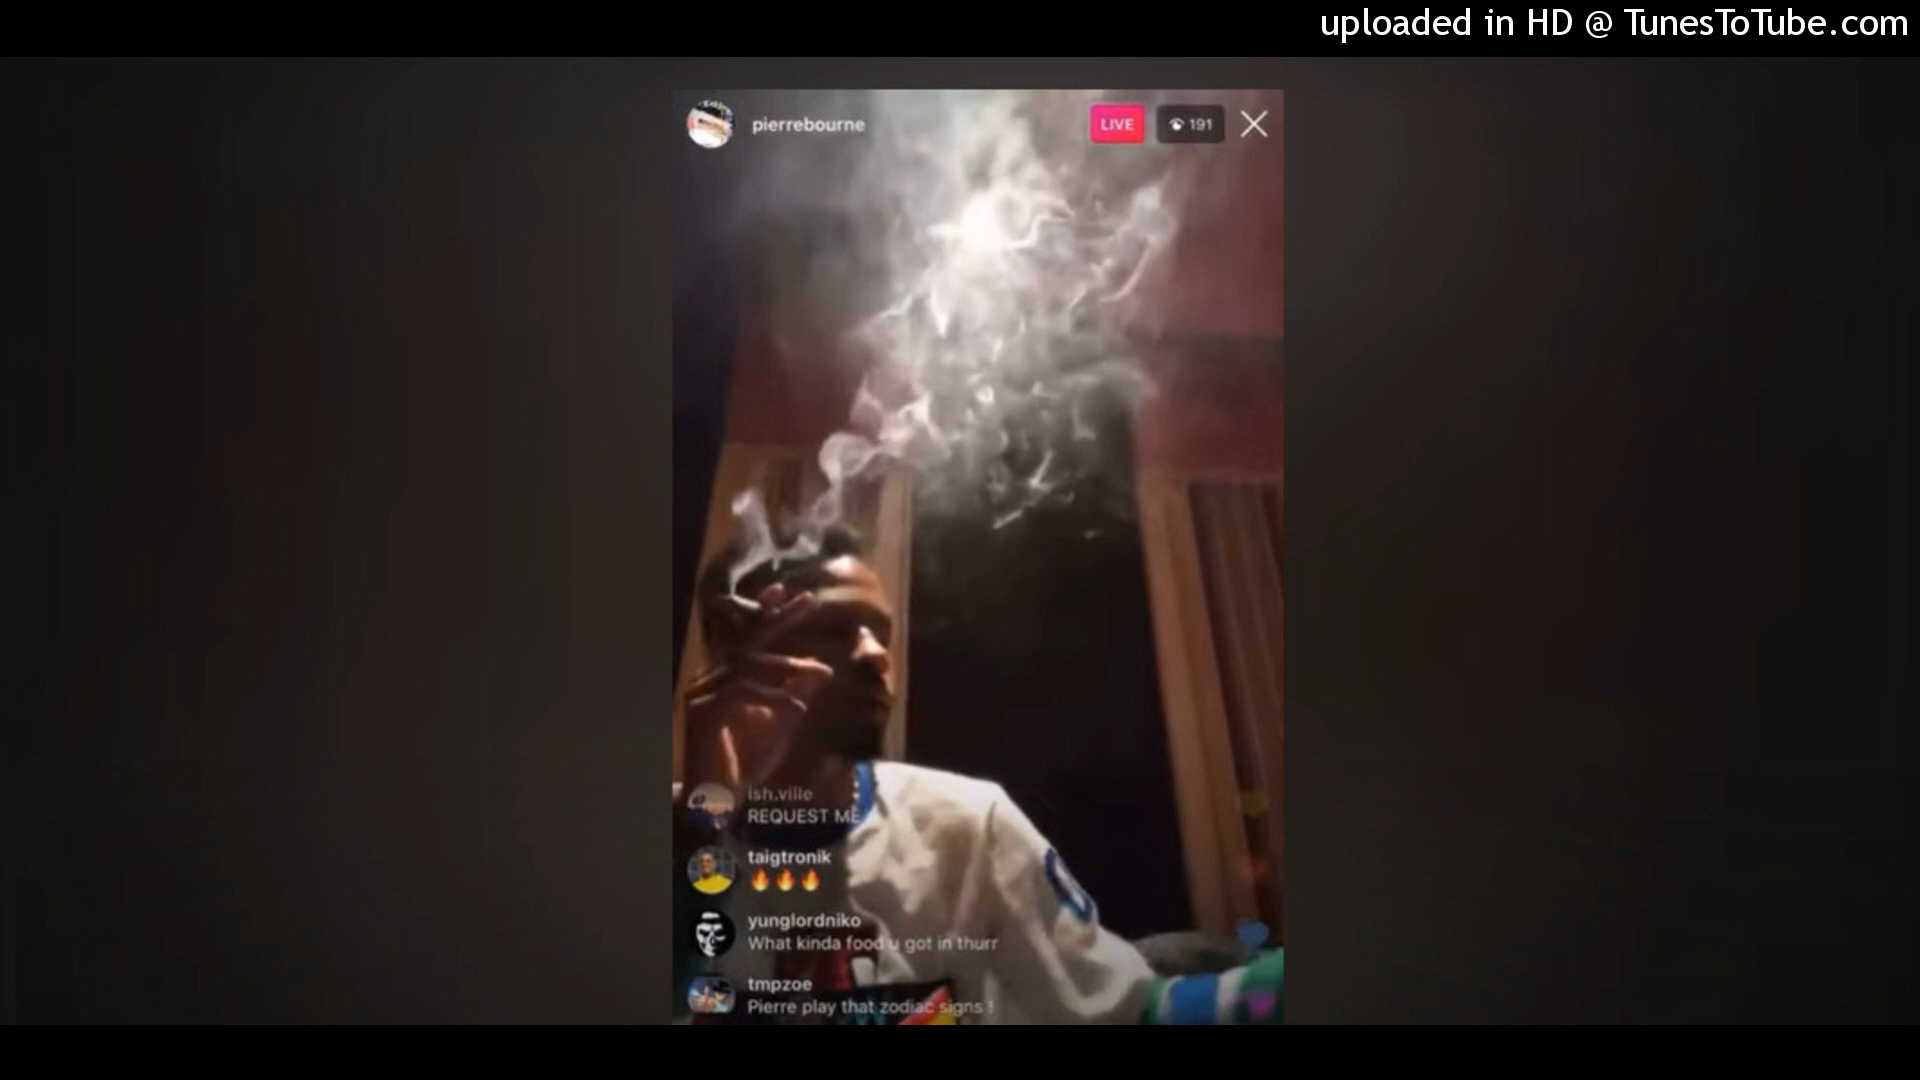 uploaded in HD @ TunesToTube.com
pierrebourne
LIVE
191
ish.ville
REQUEST ME
taigtronik
🔥🔥🔥
yunglordniko
What kinda food u got in thurr
tmpzoe
Pierre play that zodiac signs !